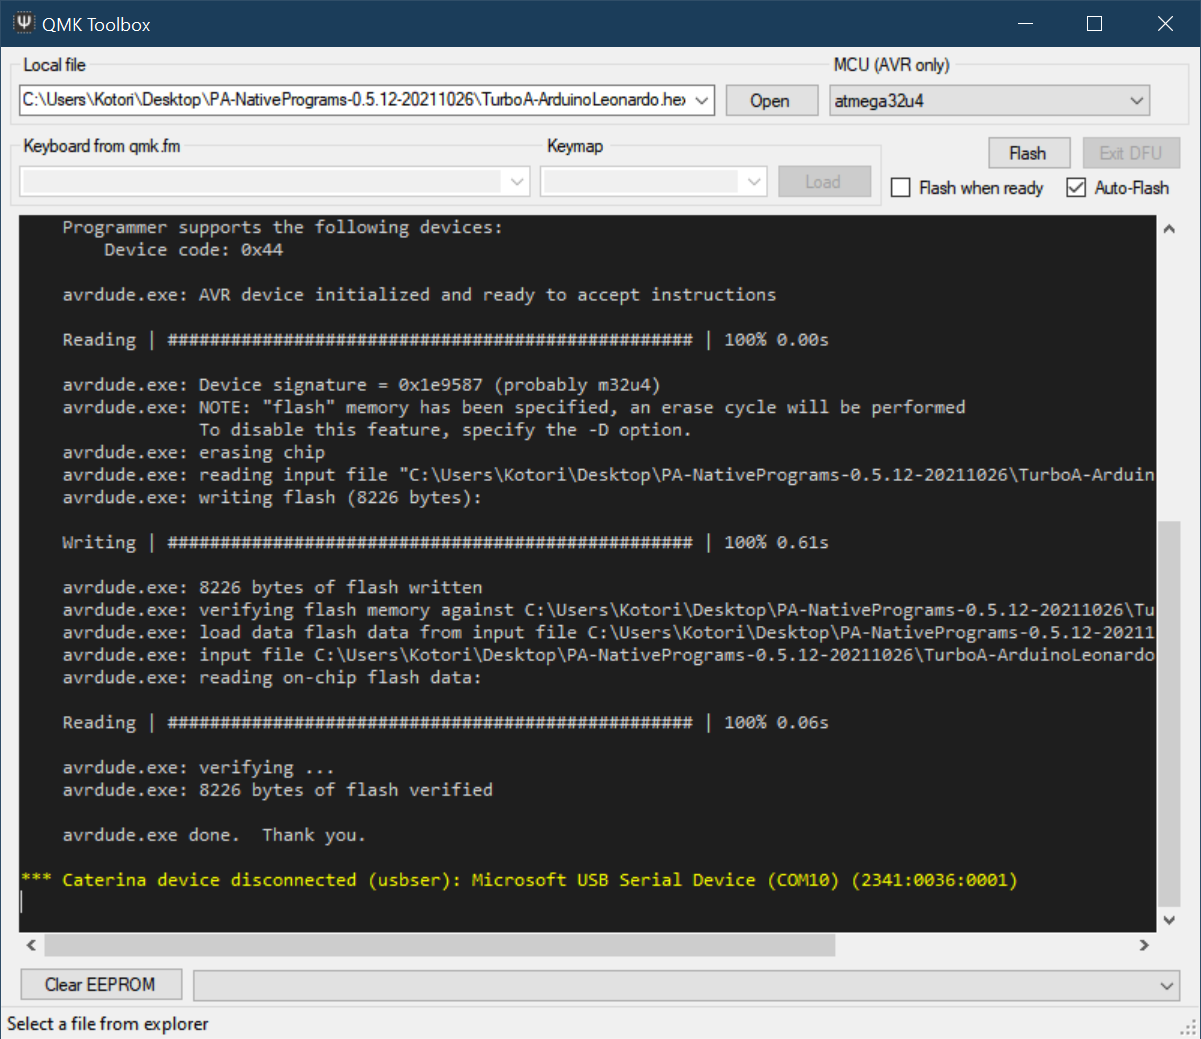 QMK Toolbox
Local file
MCU (AVR only)
C:\Users\Kotori\Desktop\PA-NativePrograms-0.5.12-20211026\TurboA-ArduinoLeonardo.hex
Open
atmega32u4
Keyboard from qmk.fm
Keymap
Load
Flash
Exit DFU
Flash when ready
Auto-Flash
Programmer supports the following devices:
Device code: 0x44
avrdude.exe: AVR device initialized and ready to accept instructions
Reading | ################################################## | 100% 0.00s
avrdude.exe: Device signature = 0x1e9587 (probably m32u4)
avrdude.exe: NOTE: "flash" memory has been specified, an erase cycle will be performed
To disable this feature, specify the -D option.
avrdude.exe: erasing chip
avrdude.exe: reading input file "C:\Users\Kotori\Desktop\PA-NativePrograms-0.5.12-20211026\TurboA-Arduin
avrdude.exe: writing flash (8226 bytes):
Writing | ################################################## | 100% 0.61s
avrdude.exe: 8226 bytes of flash written
avrdude.exe: verifying flash memory against C:\Users\Kotori\Desktop\PA-NativePrograms-0.5.12-20211026\Tu
avrdude.exe: load data flash data from input file C:\Users\Kotori\Desktop\PA-NativePrograms-0.5.12-20211
avrdude.exe: input file C:\Users\Kotori\Desktop\PA-NativePrograms-0.5.12-20211026\TurboA-ArduinoLeonardo
avrdude.exe: reading on-chip flash data:
Reading | ################################################## | 100% 0.06s
avrdude.exe: verifying ...
avrdude.exe: 8226 bytes of flash verified
avrdude.exe done.  Thank you.
*** Caterina device disconnected (usbser): Microsoft USB Serial Device (COM10) (2341:0036:0001)
Clear EEPROM
Select a file from explorer